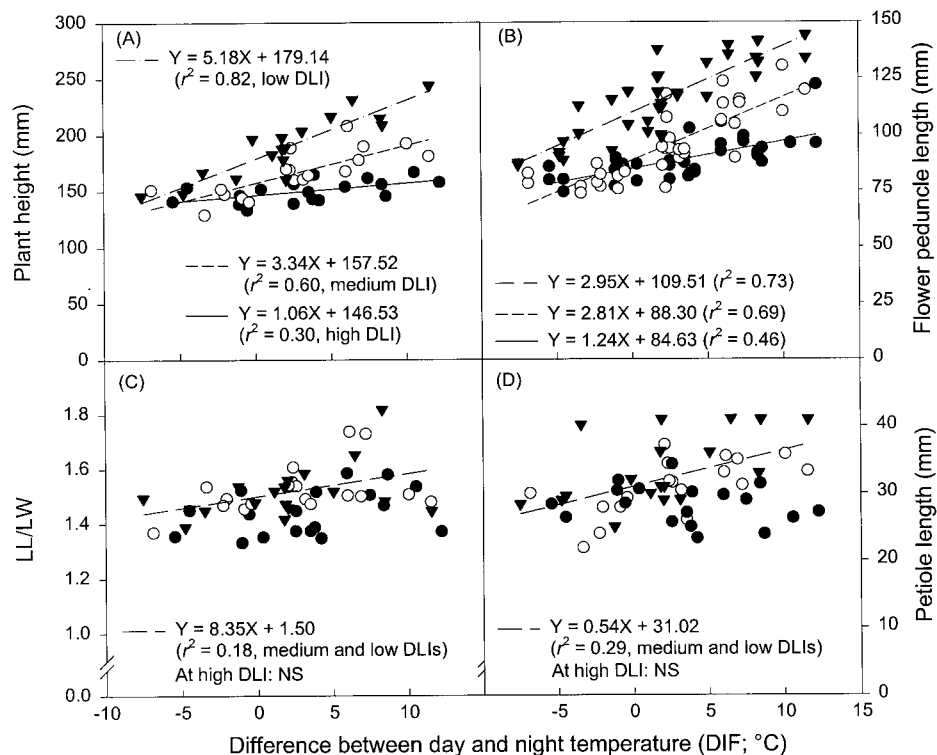 (A)
Y = 5.18X + 179.14
(r² = 0.82, low DLI)
Y = 3.34X + 157.52
(r² = 0.60, medium DLI)
Y = 1.06X + 146.53
(r² = 0.30, high DLI)
300
250
200
150
100
50
0
Plant height (mm)
(B)
Y = 2.95X + 109.51 (r² = 0.73)
Y = 2.81X + 88.30 (r² = 0.69)
Y = 1.24X + 84.63 (r² = 0.46)
150
125
100
75
50
25
0
Flower peduncle length (mm)
(C)
Y = 8.35X + 1.50
(r² = 0.18, medium and low DLIs)
At high DLI: NS
1.8
1.6
1.4
1.2
1.0
0.0
LL/LW
(D)
Y = 0.54X + 31.02
(r² = 0.29, medium and low DLIs)
At high DLI: NS
50
40
30
20
10
0
Petiole length (mm)
-10 -5 0 5 10 -10 -5 0 5 10 15
Difference between day and night temperature (DIF; °C)